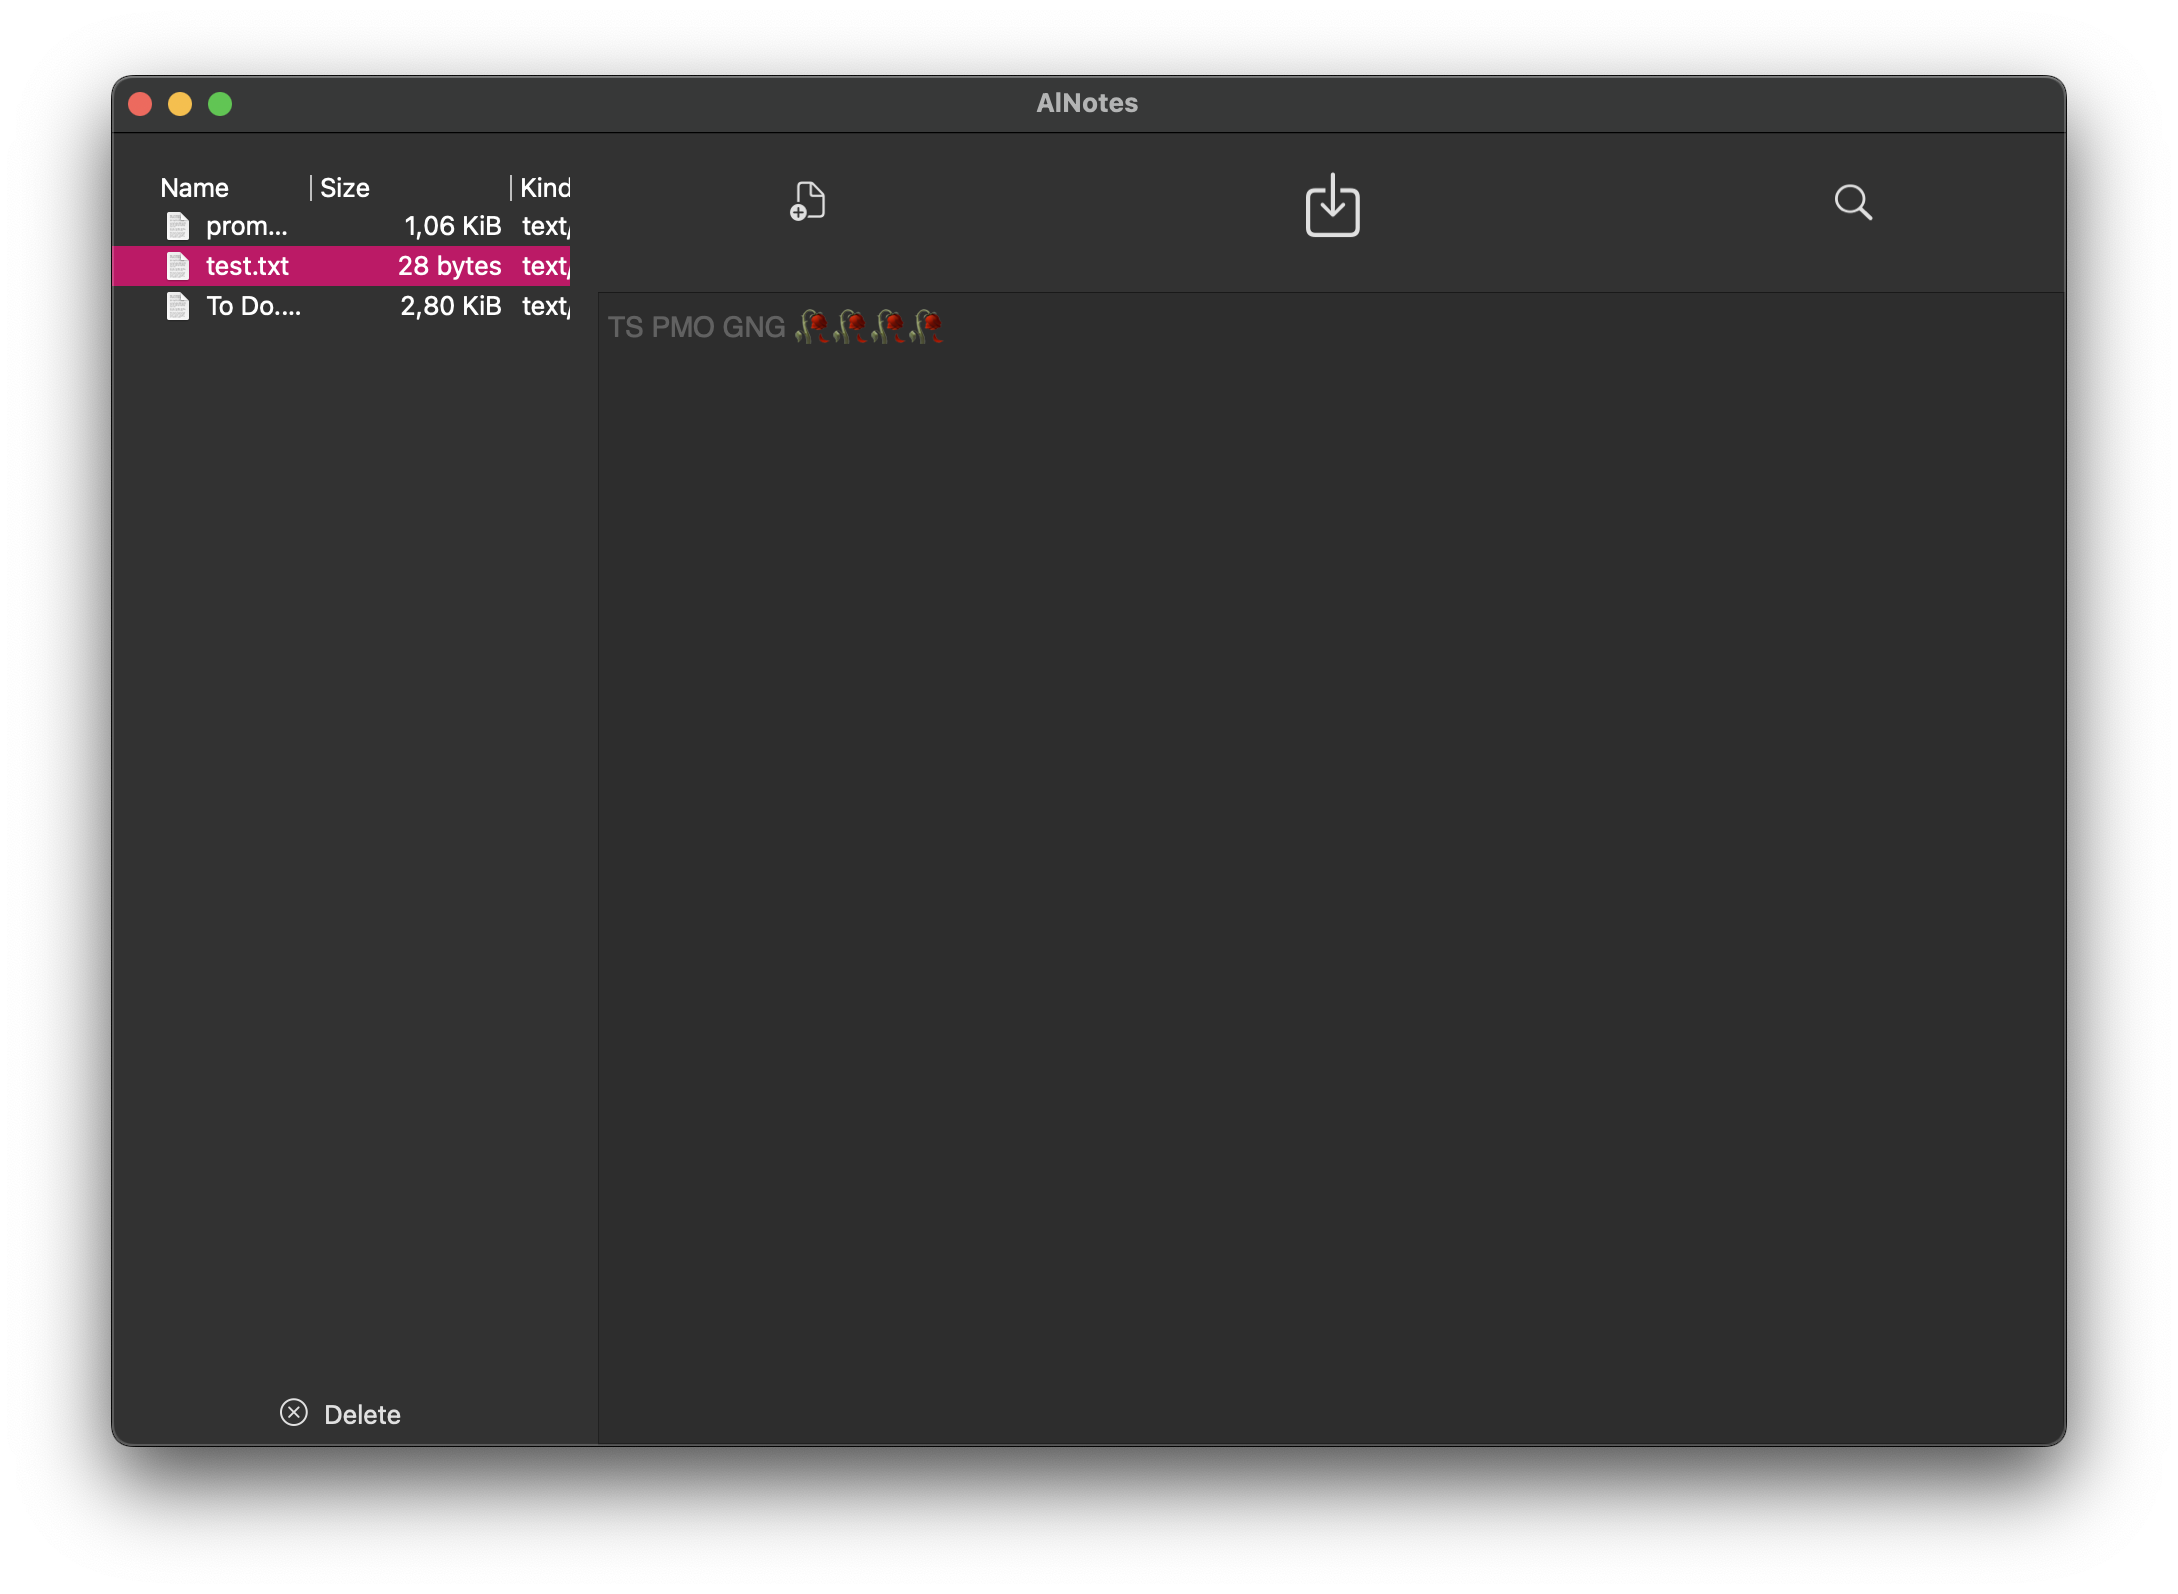 AlNotes
Name Size Kind
prom... 1,06 KiB text/
test.txt 28 bytes text/
To Do.... 2,80 KiB text/
TS PMO GNG 🥀🥀🥀🥀
Delete